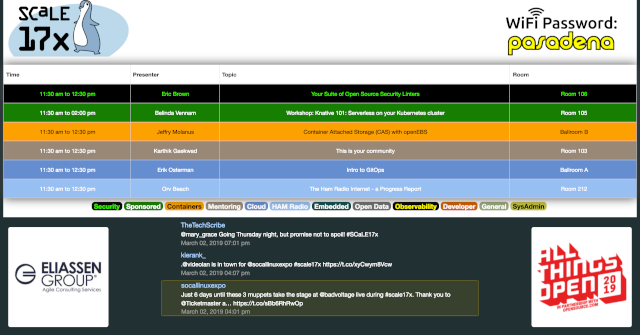 SCaLE
17x
WiFi Password:
pasadena
Time Presenter Topic Room
11:30 am to 12:30 pm Eric Brown Your Suite of Open Source Security Linters Room 106
11:30 am to 02:00 pm Belinda Vennam Workshop: Knative 101: Serverless on your Kubernetes cluster Room 105
11:30 am to 12:30 pm Jeffry Molanus Container Attached Storage (CAS) with openEBS Ballroom B
11:30 am to 12:30 pm Karthik Gaekwad This is your community Room 103
11:30 am to 12:30 pm Erik Osterman Intro to GitOps Ballroom A
11:30 am to 12:30 pm Orv Beach The Ham Radio Internet - a Progress Report Room 212
Security Sponsored Containers Mentoring Cloud HAM Radio Embedded Open Data Observability Developer General SysAdmin
TheTechScribe
@mary_grace Going Thursday night, but promise not to spoil! #SCaLE17x
March 02, 2019 07:01 pm
kierank_
.@videolan is in town for @socallinuxexpo #scale17x
March 02, 2019 04:07 pm
socallinuxexpo
Just 6 days until these 3 muppets take the stage at @badvoltage live during #scale17x. Thank you to
@Ticketmaster a...
March 02, 2019 04:01 pm
ELIASSEN
GROUP®
Agile Consulting Services
ALL
THINGS
OPEN
2019
OPENSOURCE.COM